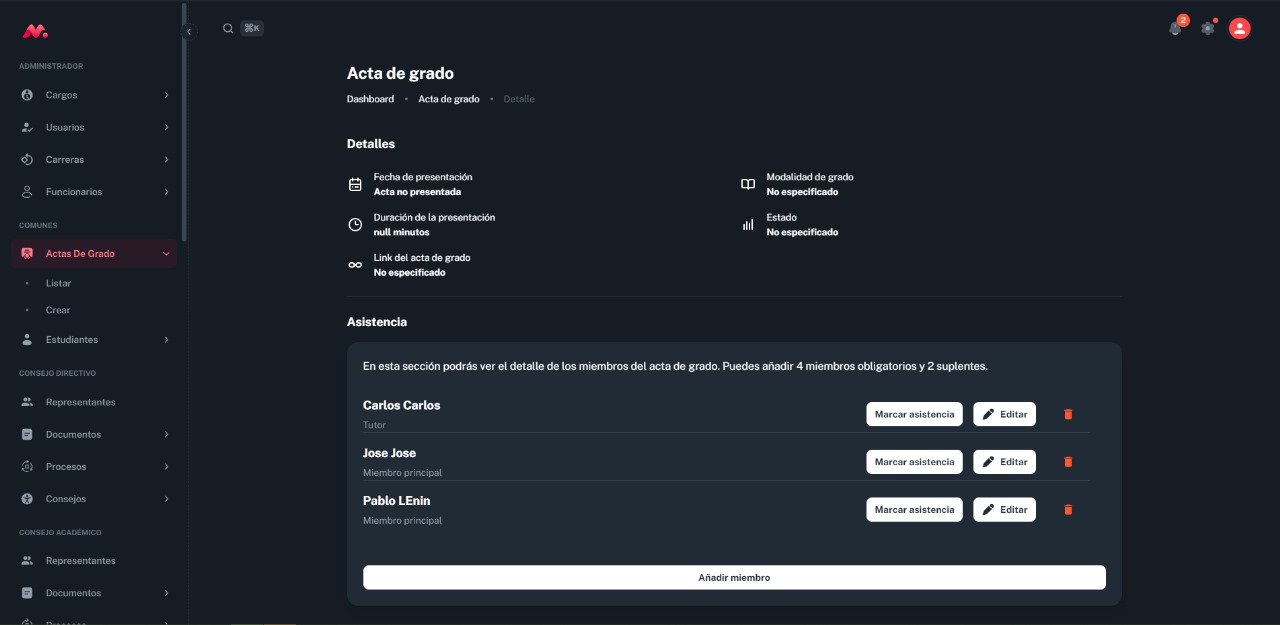 ⌘K
2
ADMINISTRADOR
Cargos
Usuarios
Carreras
Funcionarios
COMUNES
Actas De Grado
Listar
Crear
Estudiantes
CONSEJO DIRECTIVO
Representantes
Documentos
Procesos
Consejos
CONSEJO ACADÉMICO
Representantes
Documentos
Procesos
Acta de grado
Dashboard • Acta de grado • Detalle
Detalles
Fecha de presentación
Acta no presentada
Modalidad de grado
No especificado
Duración de la presentación
null minutos
Estado
No especificado
Link del acta de grado
No especificado
Asistencia
En esta sección podrás ver el detalle de los miembros del acta de grado. Puedes añadir 4 miembros obligatorios y 2 suplentes.
Carlos Carlos
Tutor
Marcar asistencia Editar
Jose Jose
Miembro principal
Marcar asistencia Editar
Pablo LEnin
Miembro principal
Marcar asistencia Editar
Añadir miembro